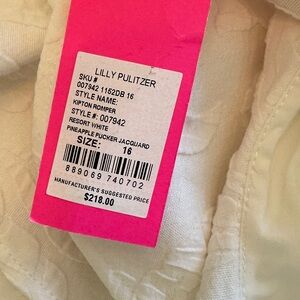 LILLY PULITZER
SKU #
007942 1162DB 16
STYLE NAME:
KIPTON ROMPER
STYLE #: 007942
RESORT WHITE
PINEAPPLE PUCKER JACQUARD
SIZE: 16
889069 740702
MANUFACTURER'S SUGGESTED PRICE
$218.00